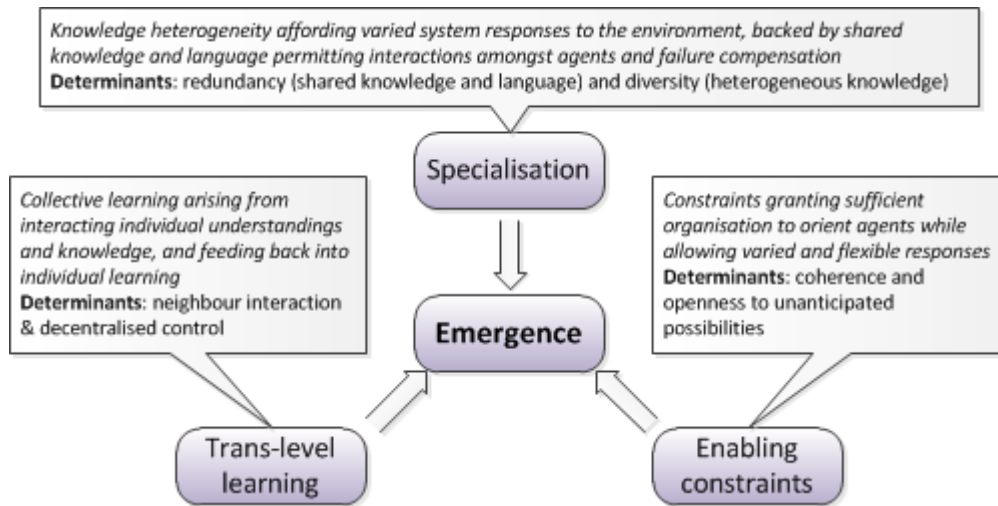 Knowledge heterogeneity affording varied system responses to the environment, backed by shared
knowledge and language permitting interactions amongst agents and failure compensation
Determinants: redundancy (shared knowledge and language) and diversity (heterogeneous knowledge)
Specialisation
Collective learning arising from
interacting individual understandings
and knowledge, and feeding back into
individual learning
Determinants: neighbour interaction
& decentralised control
Constraints granting sufficient
organisation to orient agents while
allowing varied and flexible responses
Determinants: coherence and
openness to unanticipated
possibilities
Emergence
Trans-level
learning
Enabling
constraints